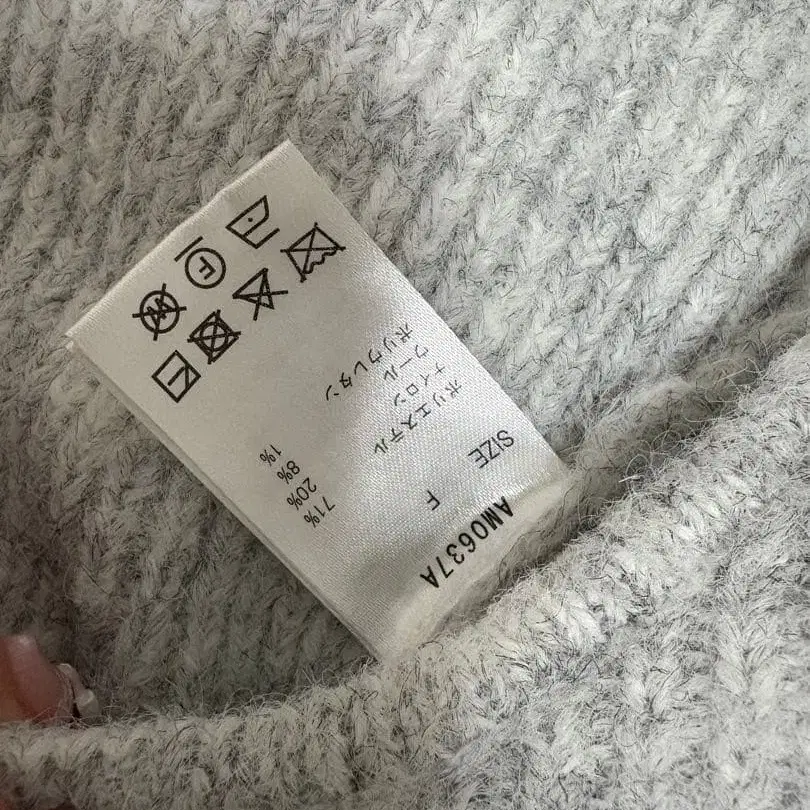 AM0637A
SIZE F
ポリエステル 71%
ナイロン 20%
ウール 8%
ポリウレタン 1%
F
W